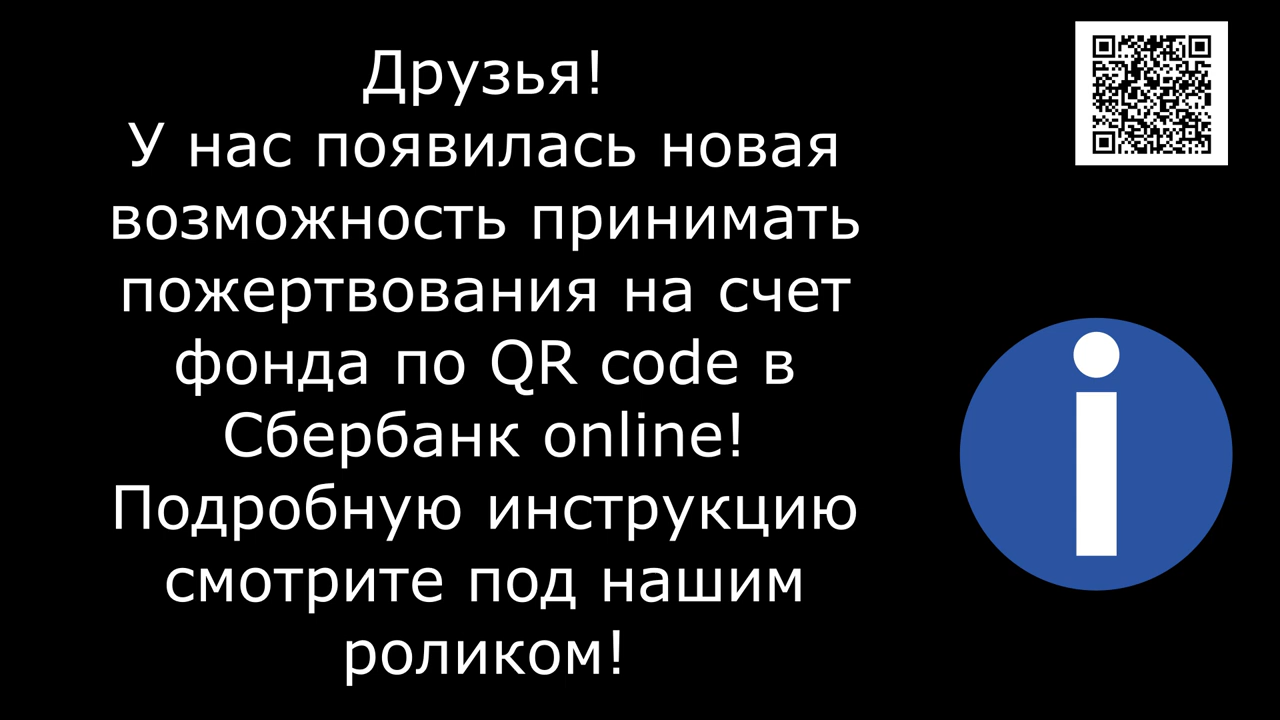 Друзья!
У нас появилась новая
возможность принимать
пожертвования на счет
фонда по QR code в
Сбербанк online!
Подробную инструкцию
смотрите под нашим
роликом!